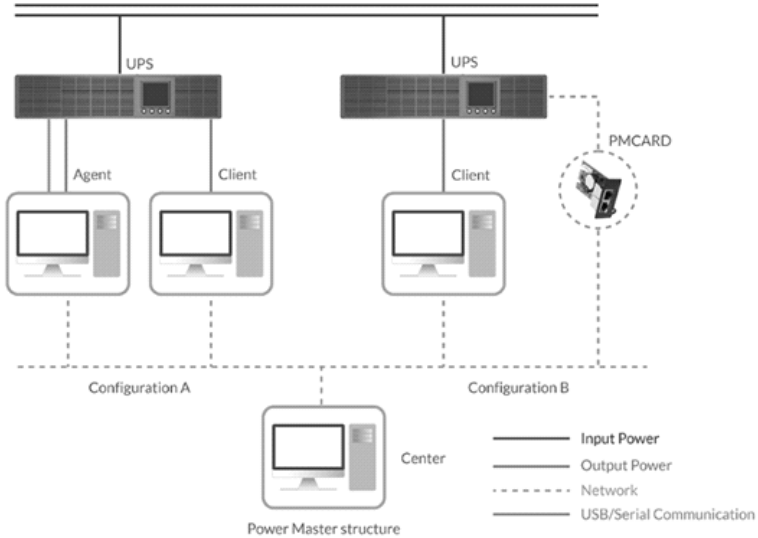 UPS
UPS
PMCARD
Agent
Client
Client
Configuration A
Configuration B
Center
Input Power
Output Power
Network
USB/Serial Communication
Power Master structure